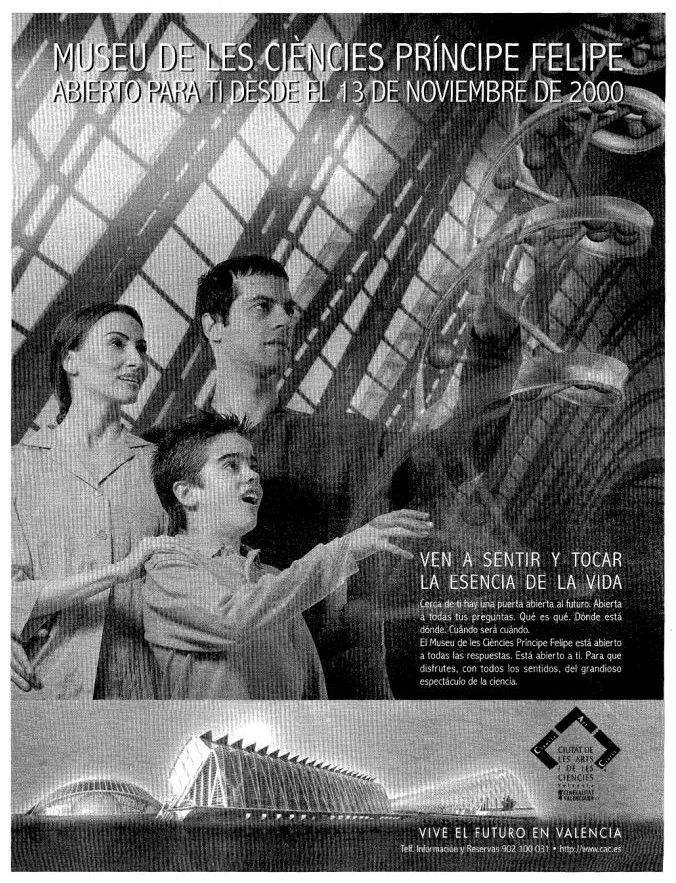 MUSEU DE LES CIÈNCIES PRÍNCIPE FELIPE
ABIERTO PARA TI DESDE EL 13 DE NOVIEMBRE DE 2000
VEN A SENTIR Y TOCAR
LA ESENCIA DE LA VIDA
Cerca de ti hay una puerta abierta al futuro. Abierta
a todas tus preguntas. Qué es qué. Dónde está
dónde. Cuándo será cuándo.
El Museu de les Ciències Príncipe Felipe está abierto
a todas las respuestas. Está abierto a ti. Para que
disfrutes, con todos los sentidos, del grandioso
espectáculo de la ciencia.
CIUTAT DE
LES ARTS
I DE LES
CIÈNCIES
València
GENERALITAT
VALENCIANA
VIVE EL FUTURO EN VALENCIA
Telf. Información y Reservas 902 100 031 • http://www.cac.es